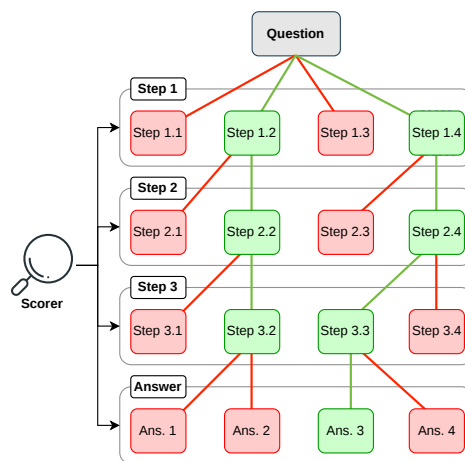 Question
Step 1
Step 1.1
Step 1.2
Step 1.3
Step 1.4
Step 2
Step 2.1
Step 2.2
Step 2.3
Step 2.4
Scorer
Step 3
Step 3.1
Step 3.2
Step 3.3
Step 3.4
Answer
Ans. 1
Ans. 2
Ans. 3
Ans. 4